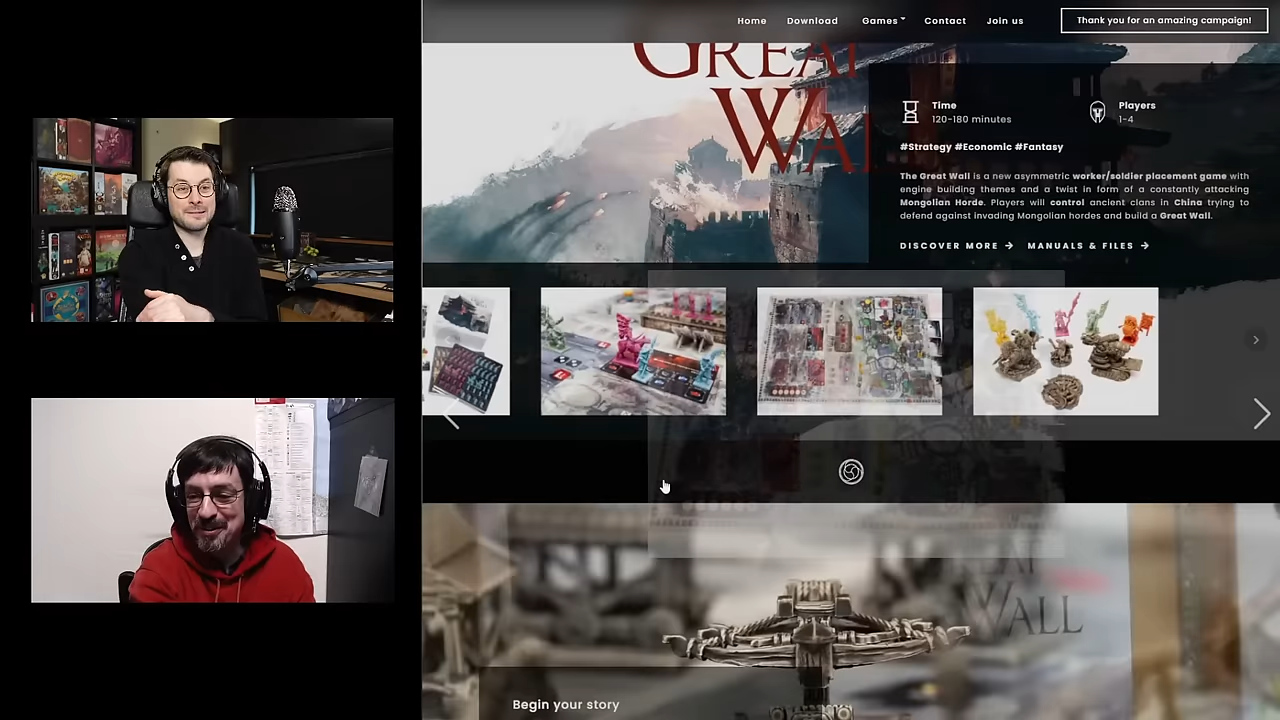 Home Download Games Contact Join us Thank you for an amazing campaign!
GREAT
WALL
Time
120-180 minutes
Players
1-4
#Strategy #Economic #Fantasy
The Great Wall is a new asymmetric worker/soldier placement game with
engine building themes and a twist in form of a constantly attacking
Mongolian Horde. Players will control ancient clans in China trying to
defend against invading Mongolian hordes and build a Great Wall.
DISCOVER MORE → MANUALS & FILES →
WALL
Begin your story